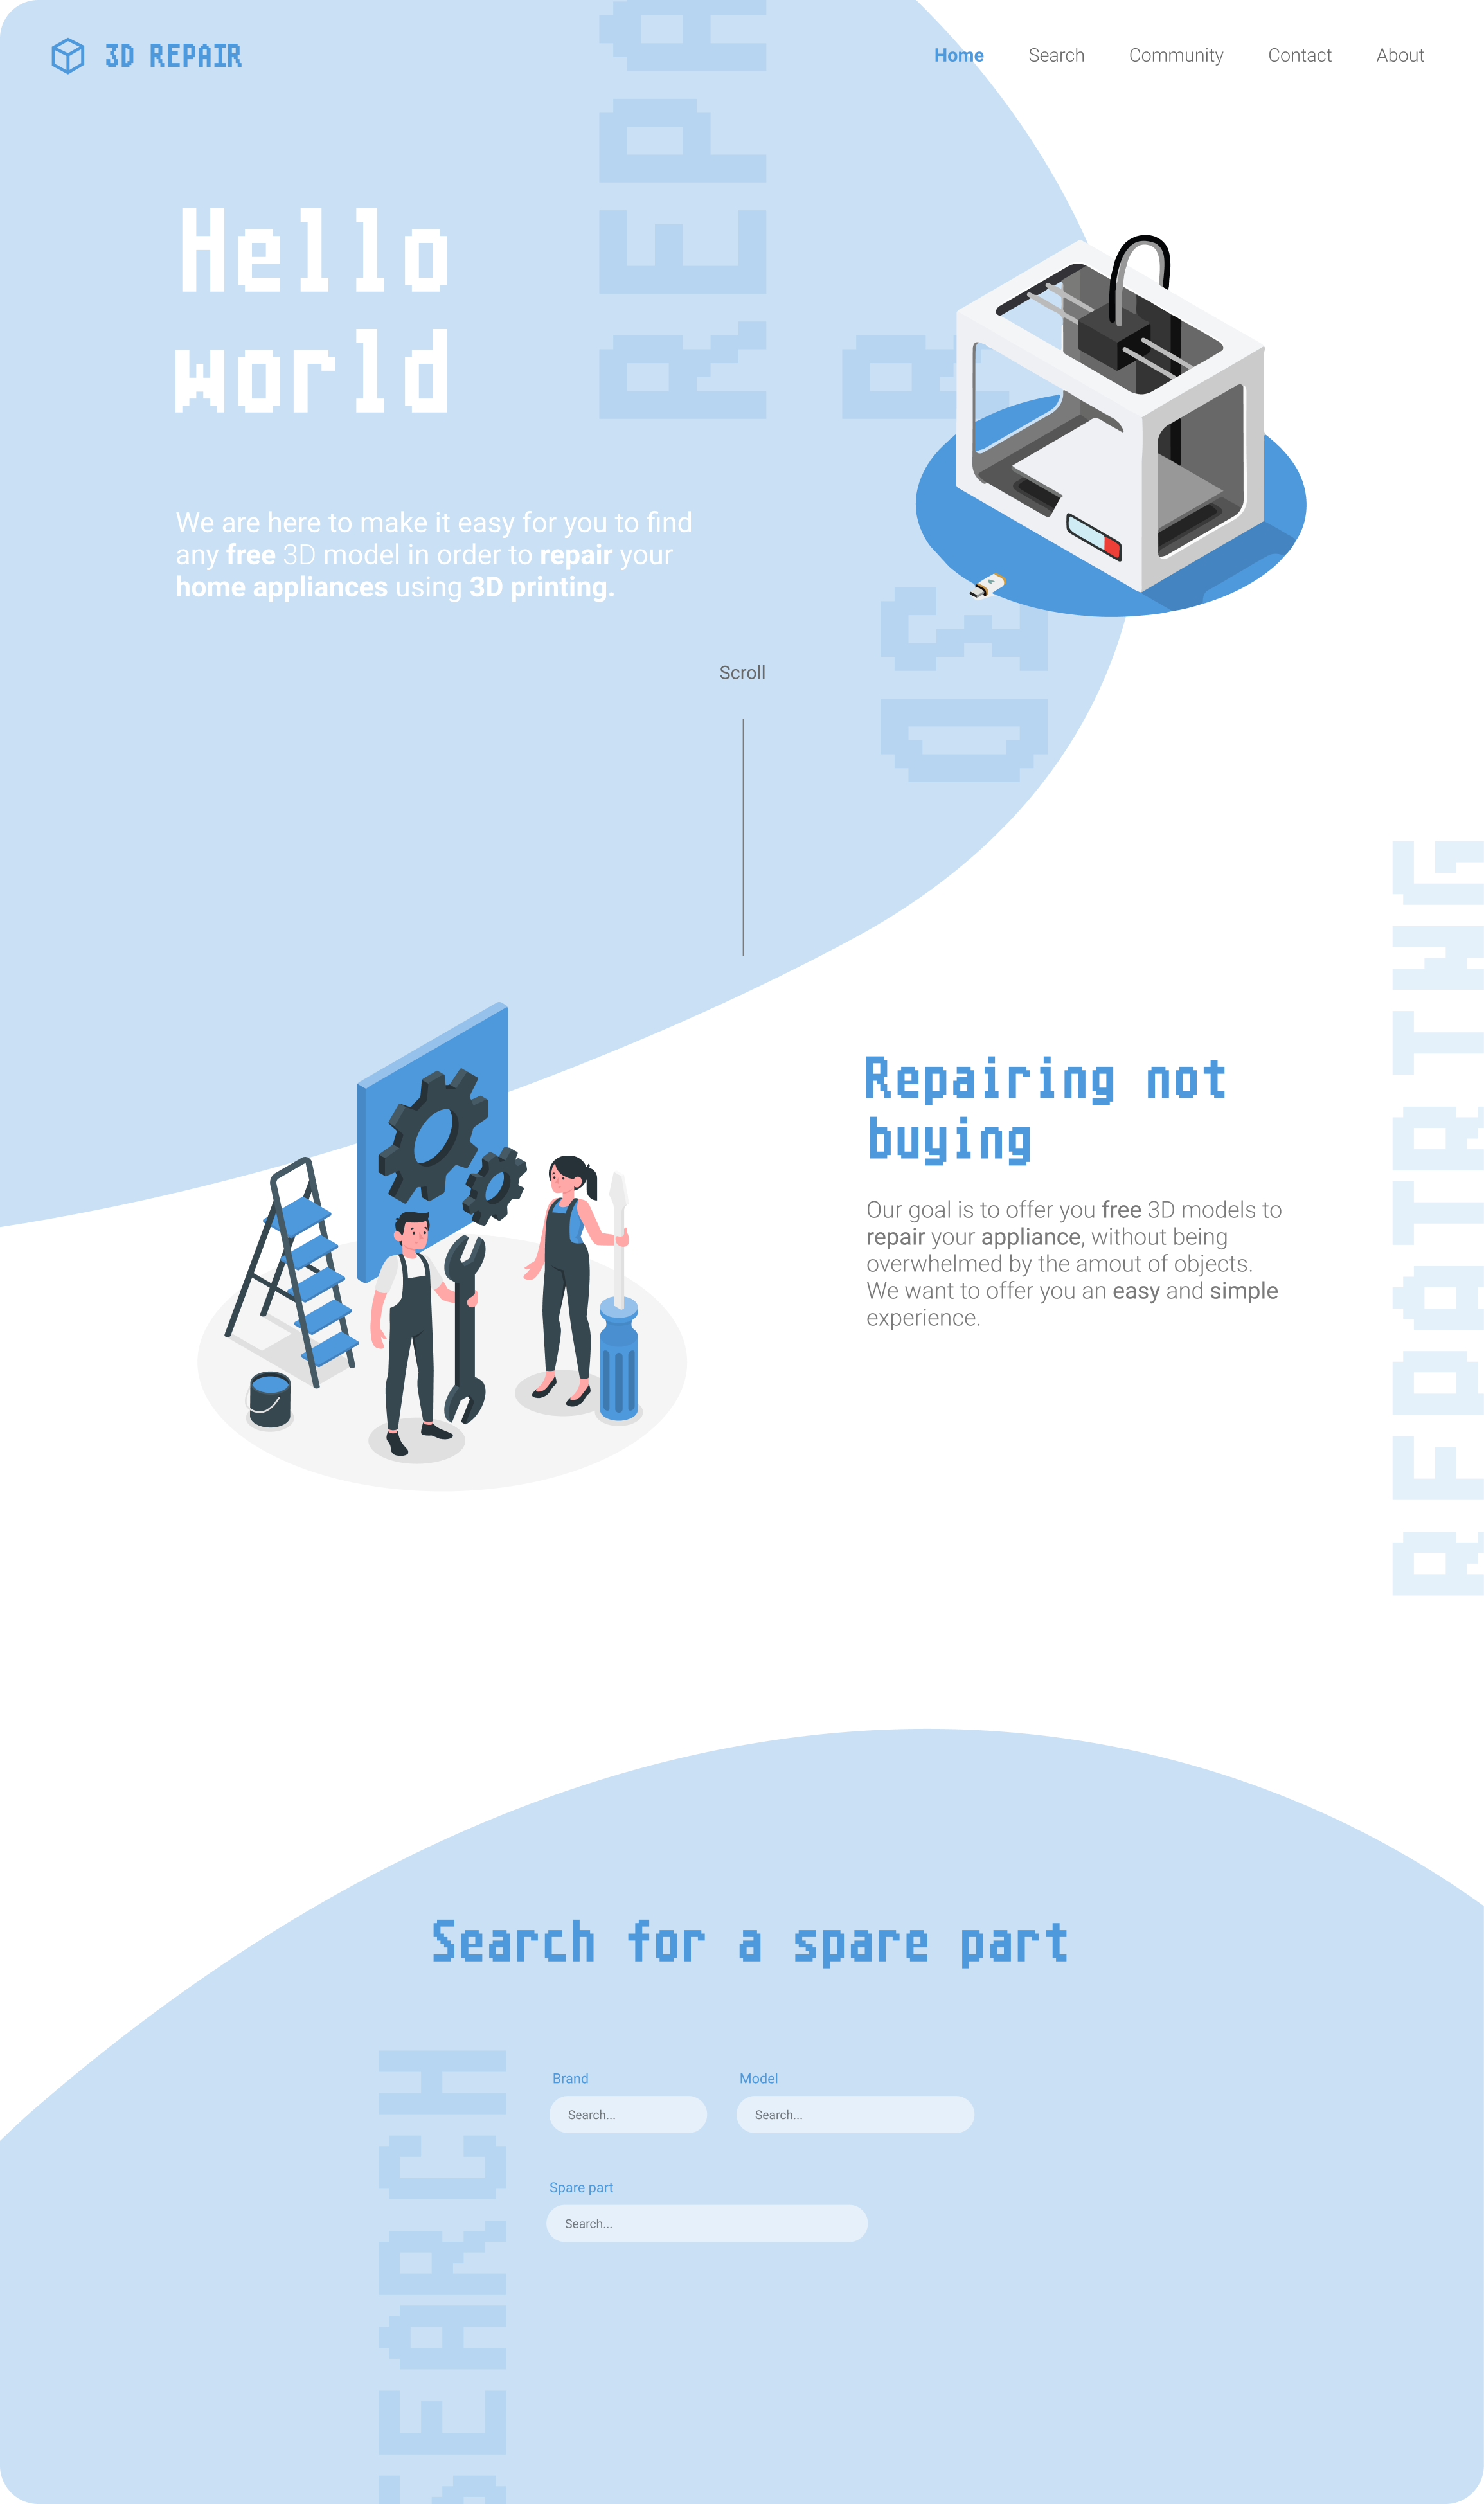 3D REPAIR
Home Search Community Contact About
REPA
R
Hello
world
We are here to make it easy for you to find
any free 3D model in order to repair your
home appliances using 3D printing.
Scroll
REPAIRING
Repairing not
buying
Our goal is to offer you free 3D models to
repair your appliance, without being
overwhelmed by the amout of objects.
We want to offer you an easy and simple
experience.
Search for a spare part
SEARCH
Brand Model
Search... Search...
Spare part
Search...